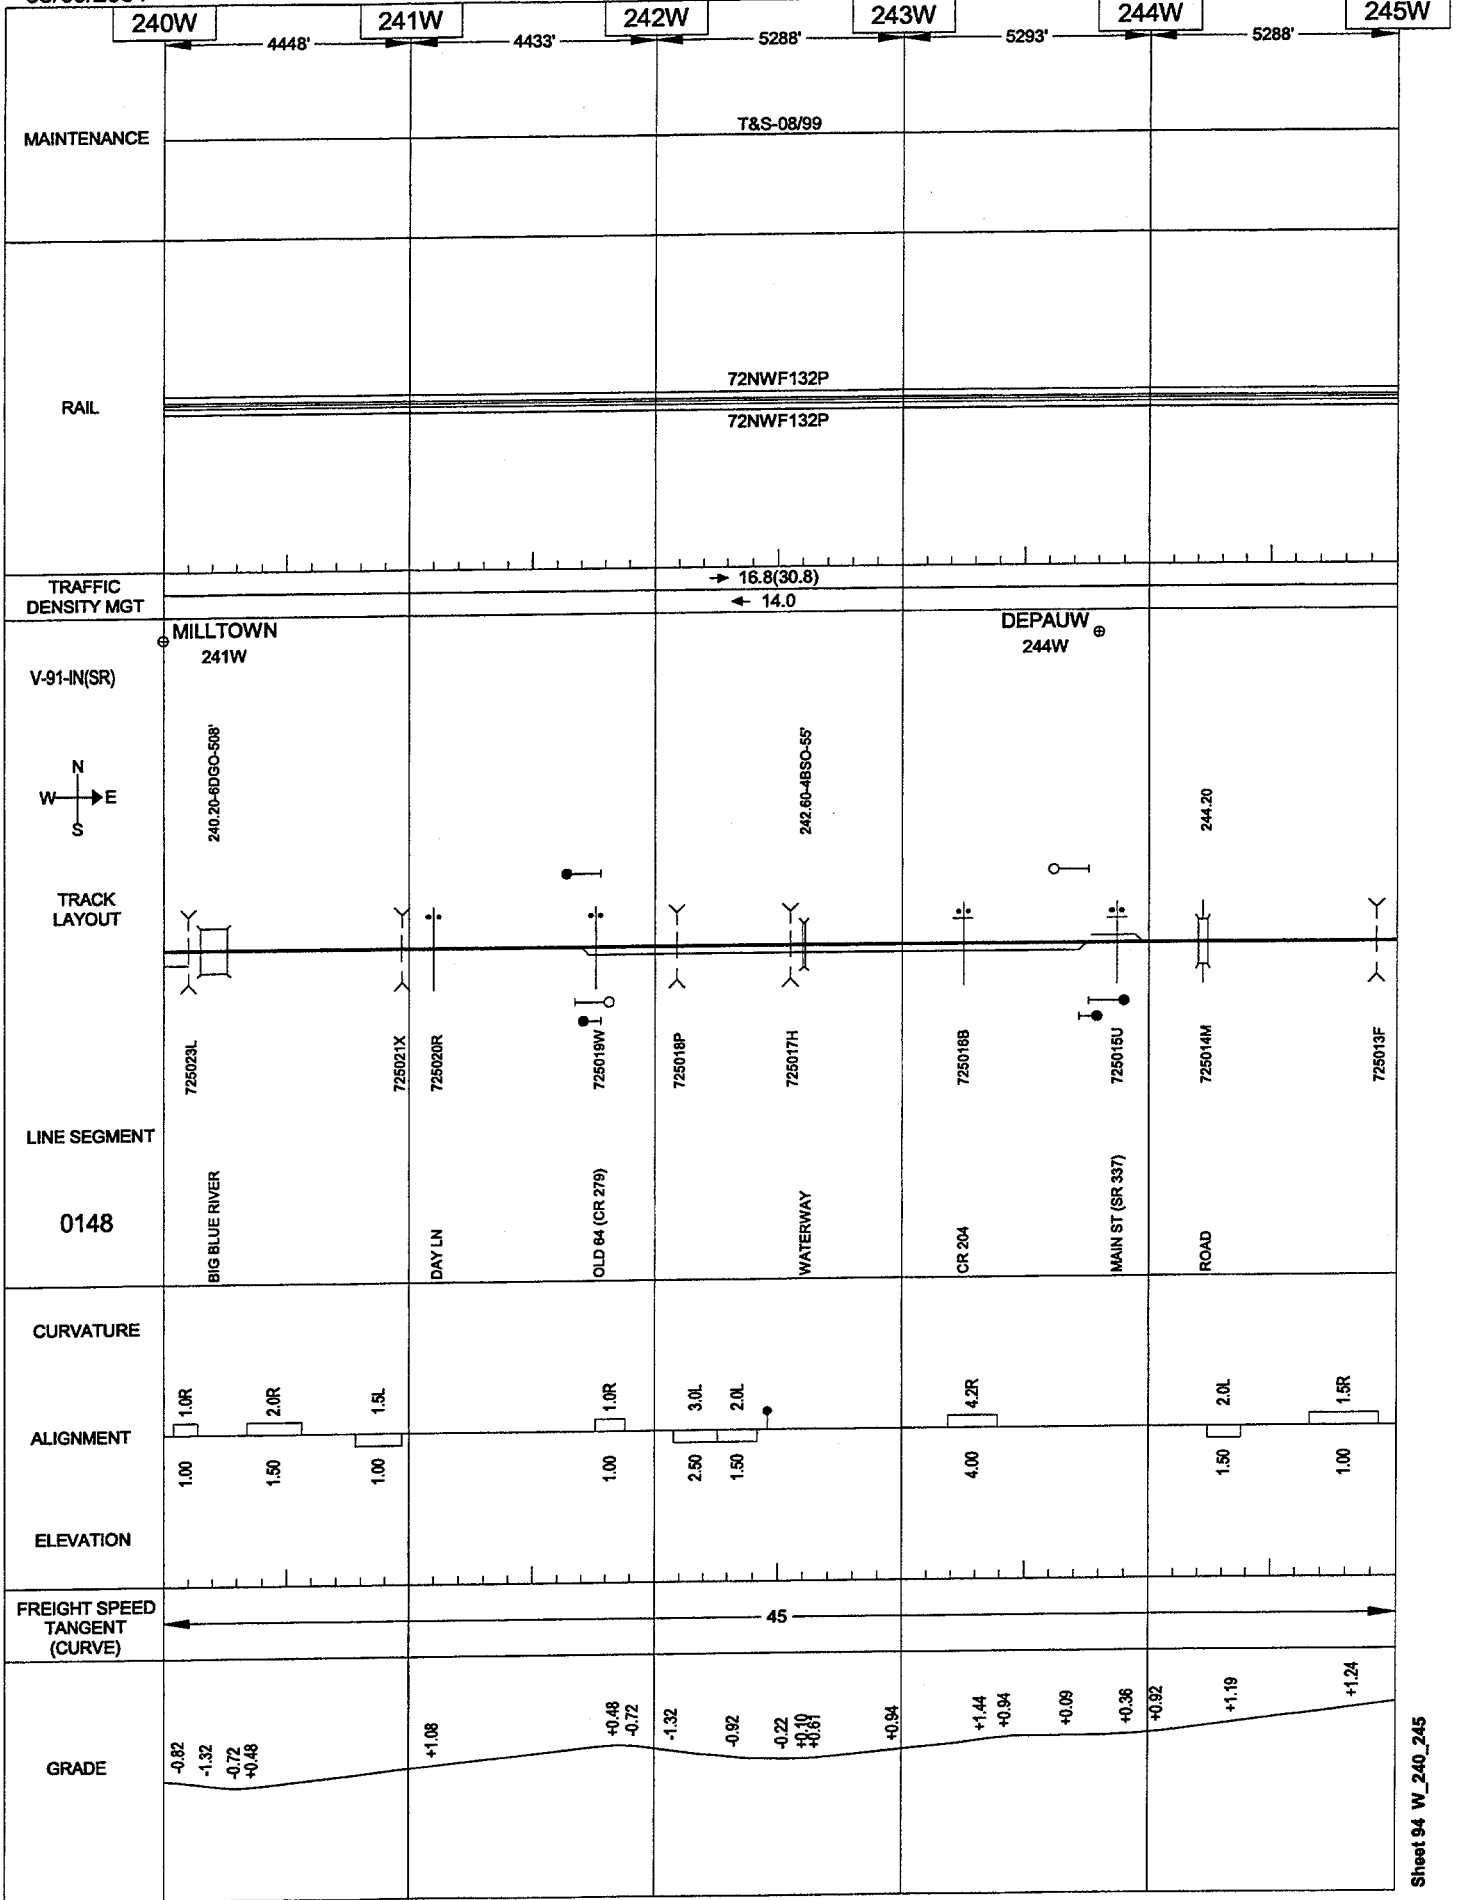 240W 241W 242W 243W 244W 245W
4448' 4433' 5288' 5293' 5288'
MAINTENANCE
T&S-08/99
72NWF132P
RAIL
72NWF132P
TRAFFIC
DENSITY MGT
→ 16.8(30.8)
← 14.0
MILLTOWN
241W
DEPAUW
244W
V-91-IN(SR)
N
W E
S
240.20-6DGO-508'
242.60-4BSO-55'
244.20
TRACK
LAYOUT
725023L
725021X
725020R
725019W
725018P
725017H
725016B
725015U
725014M
725013F
LINE SEGMENT
0148
BIG BLUE RIVER
DAY LN
OLD 64 (CR 279)
WATERWAY
CR 204
MAIN ST (SR 337)
ROAD
CURVATURE
1.0R 2.0R 1.5L 1.0R 3.0L 2.0L 4.2R 2.0L 1.5R
ALIGNMENT
1.00 1.50 1.00 1.00 2.50 1.50 4.00 1.50 1.00
ELEVATION
FREIGHT SPEED
TANGENT
(CURVE)
45
GRADE
-0.82
-1.32
-0.72
+0.48
+1.08
+0.48
-0.72
-1.32
-0.92
-0.22
+0.10
+0.61
+0.94
+1.44
+0.94
+0.09
+0.36
+0.92
+1.19
+1.24
Sheet 94 W_240_245